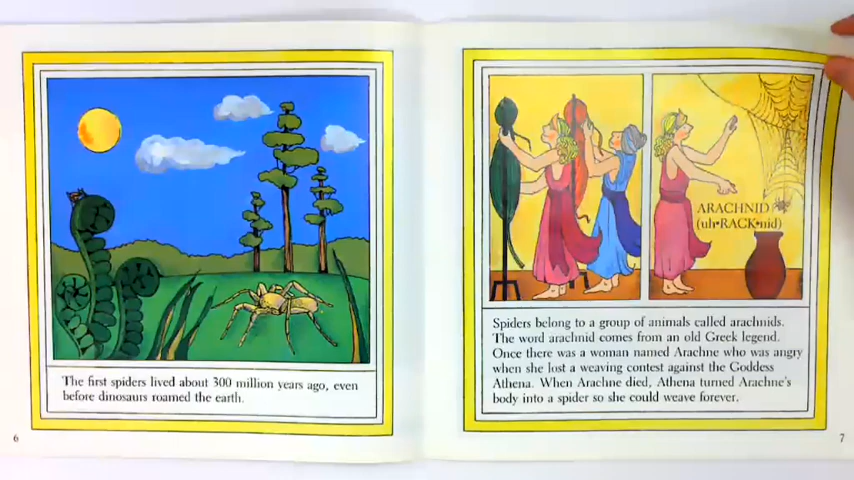 The first spiders lived about 300 million years ago, even
before dinosaurs roamed the earth.
6
ARACHNID
(uh•RACK•nid)
Spiders belong to a group of animals called arachnids.
The word arachnid comes from an old Greek legend.
Once there was a woman named Arachne who was angry
when she lost a weaving contest against the Goddess
Athena. When Arachne died, Athena turned Arachne's
body into a spider so she could weave forever.
7